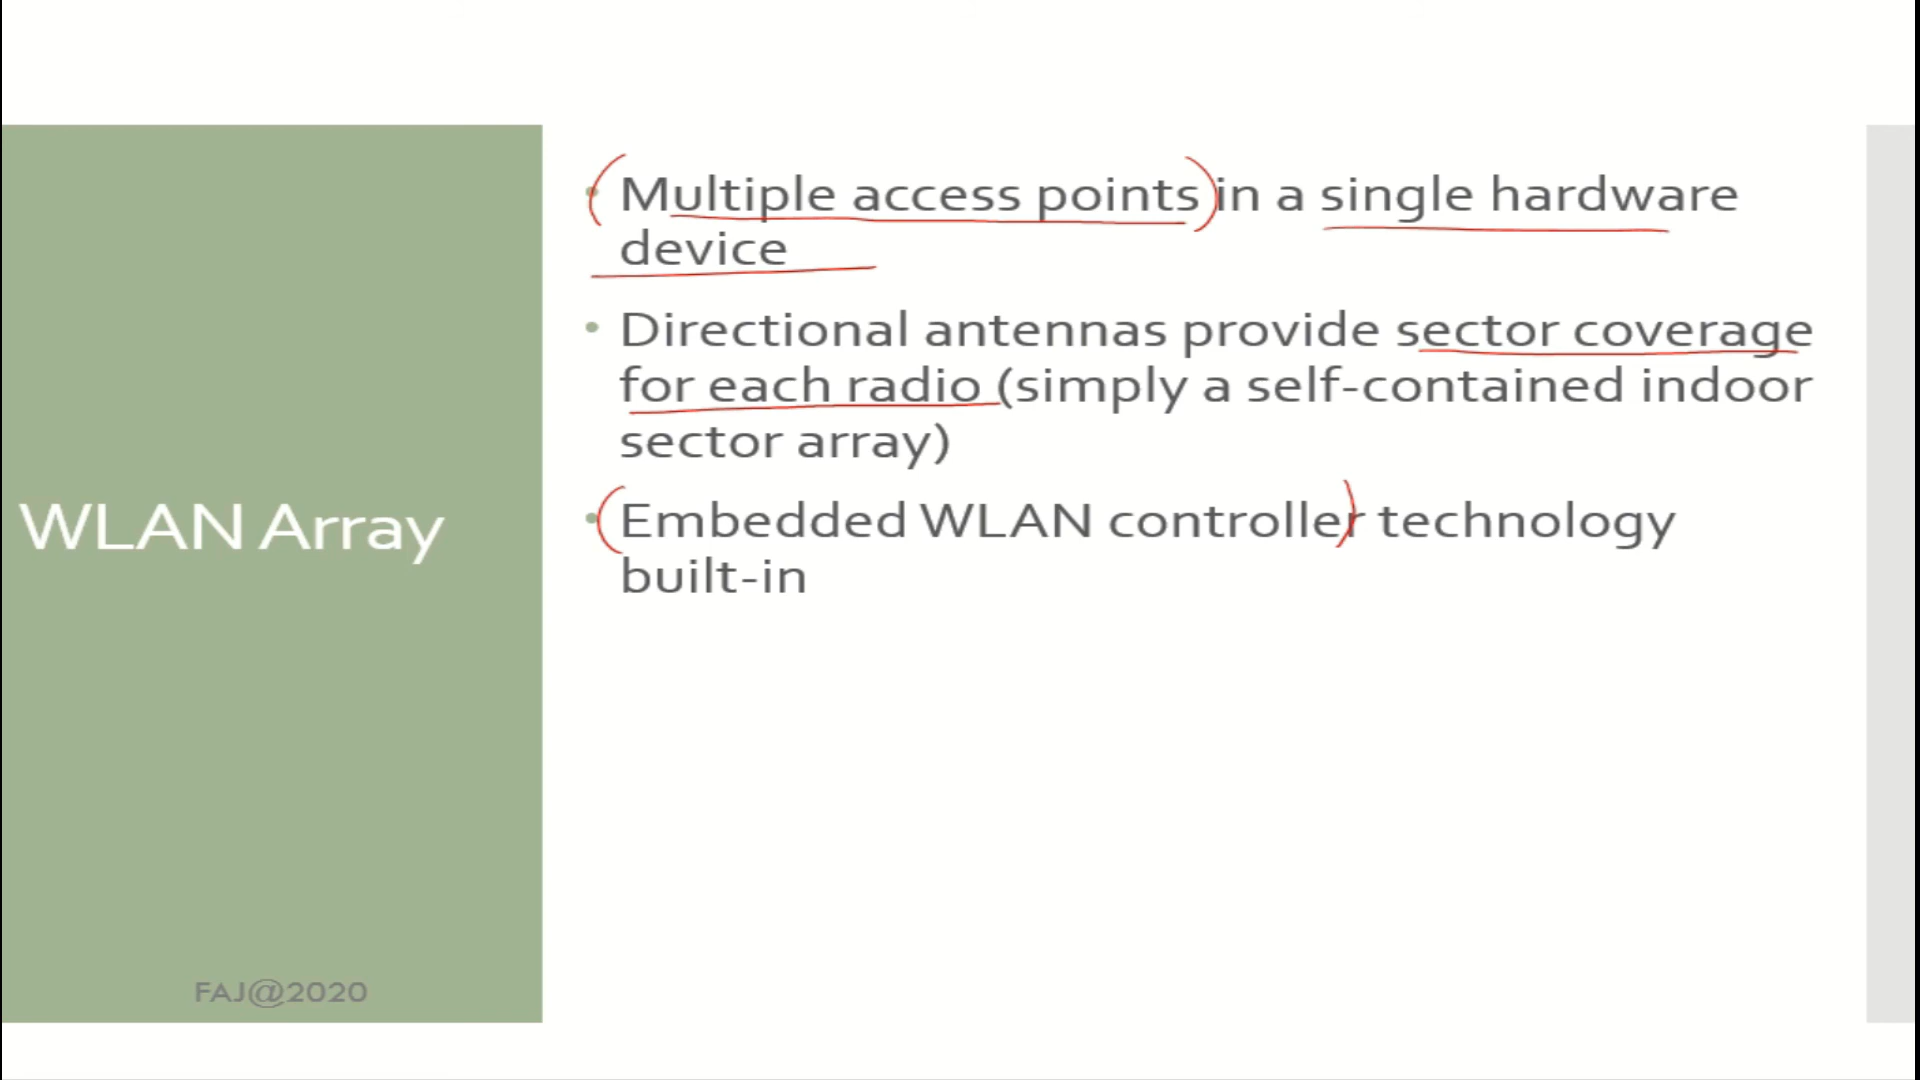 WLAN Array
• Multiple access points in a single hardware
device
• Directional antennas provide sector coverage
for each radio (simply a self-contained indoor
sector array)
• Embedded WLAN controller technology
built-in
FAJ@2020